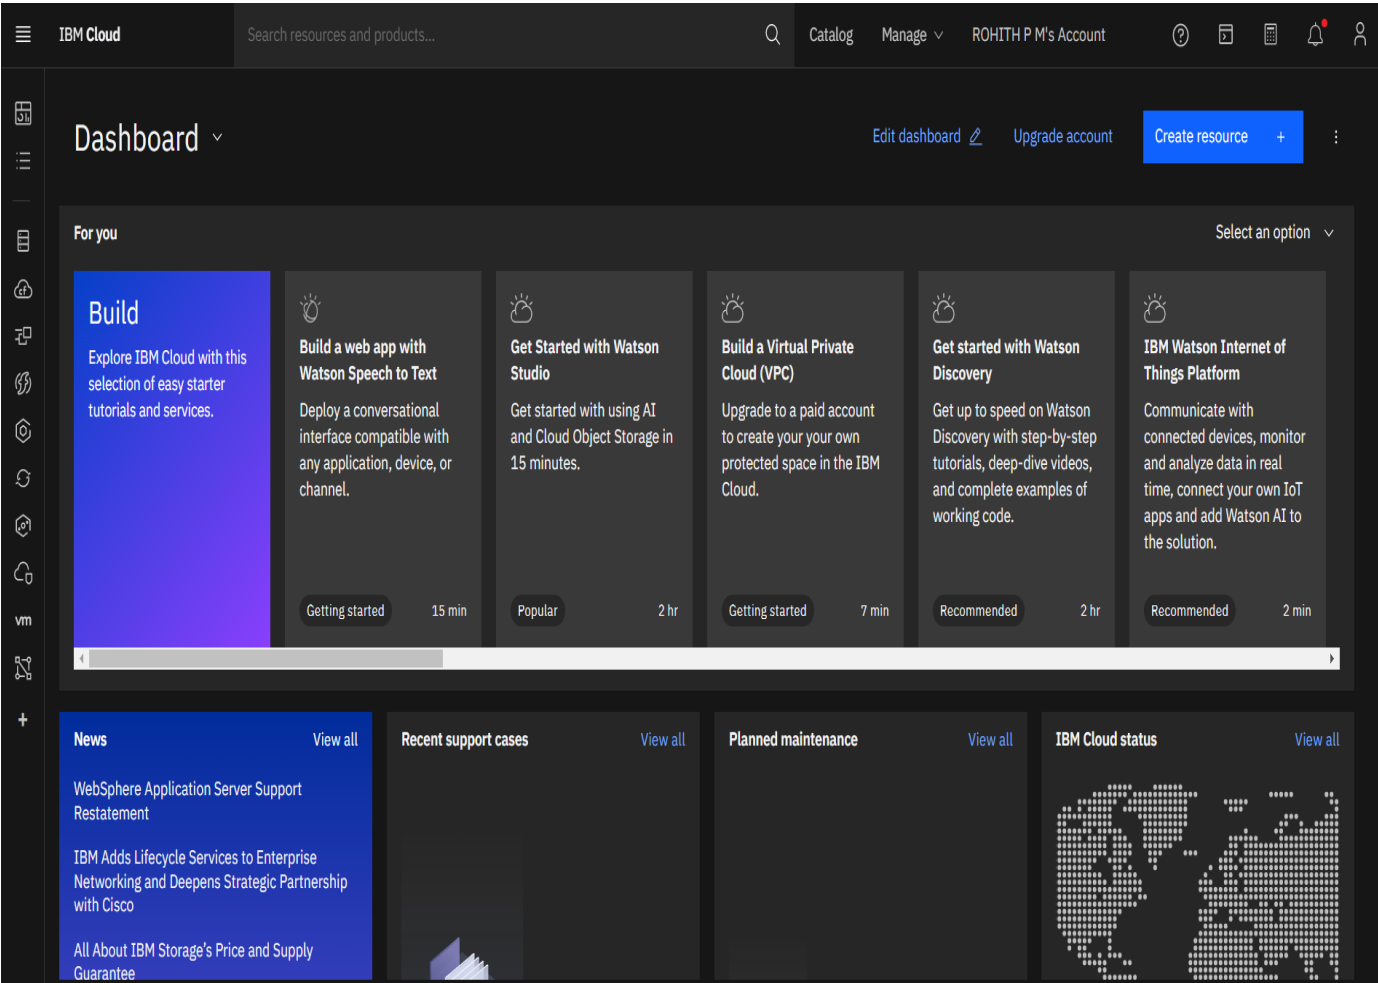 IBM Cloud
Search resources and products...
Catalog
Manage
ROHITH P M's Account
Dashboard
Edit dashboard
Upgrade account
Create resource +
For you
Select an option
Build
Explore IBM Cloud with this
selection of easy starter
tutorials and services.
Build a web app with
Watson Speech to Text
Deploy a conversational
interface compatible with
any application, device, or
channel.
Getting started
15 min
Get Started with Watson
Studio
Get started with using AI
and Cloud Object Storage in
15 minutes.
Popular
2 hr
Build a Virtual Private
Cloud (VPC)
Upgrade to a paid account
to create your your own
protected space in the IBM
Cloud.
Getting started
7 min
Get started with Watson
Discovery
Get up to speed on Watson
Discovery with step-by-step
tutorials, deep-dive videos,
and complete examples of
working code.
Recommended
2 hr
IBM Watson Internet of
Things Platform
Communicate with
connected devices, monitor
and analyze data in real
time, connect your own IoT
apps and add Watson AI to
the solution.
Recommended
2 min
vm
News
View all
WebSphere Application Server Support
Restatement
IBM Adds Lifecycle Services to Enterprise
Networking and Deepens Strategic Partnership
with Cisco
All About IBM Storage's Price and Supply
Guarantee
Recent support cases
View all
Planned maintenance
View all
IBM Cloud status
View all